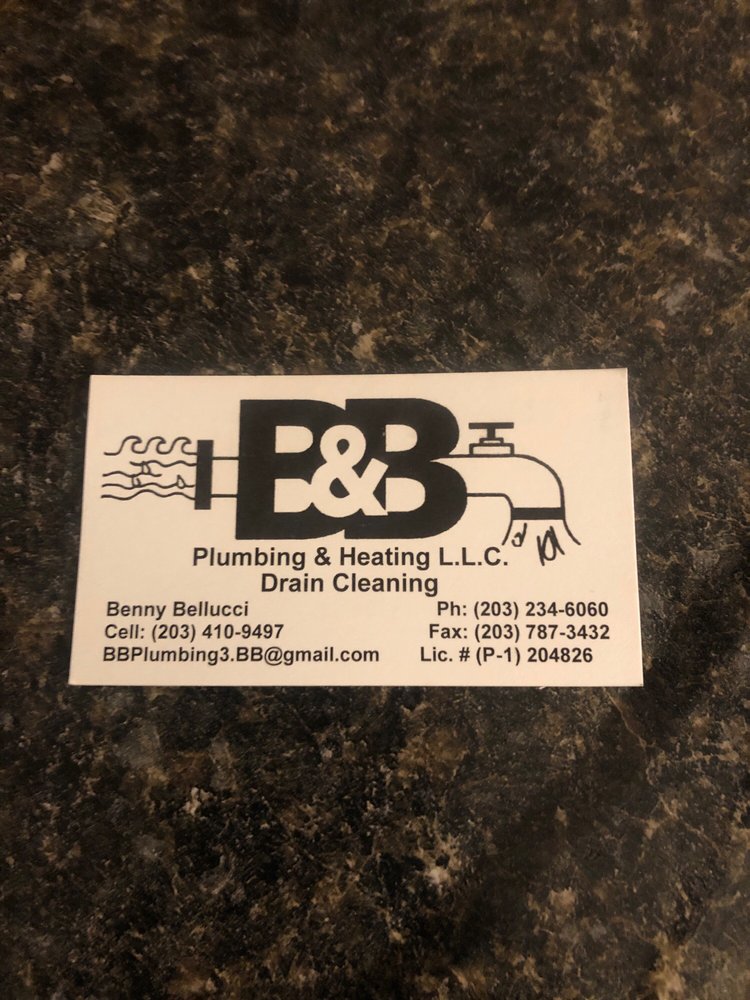 B&B
Plumbing & Heating L.L.C.
Drain Cleaning
Benny Bellucci
Ph: (203) 234-6060
Cell: (203) 410-9497
Fax: (203) 787-3432
BBPlumbing3.BB@gmail.com
Lic. # (P-1) 204826